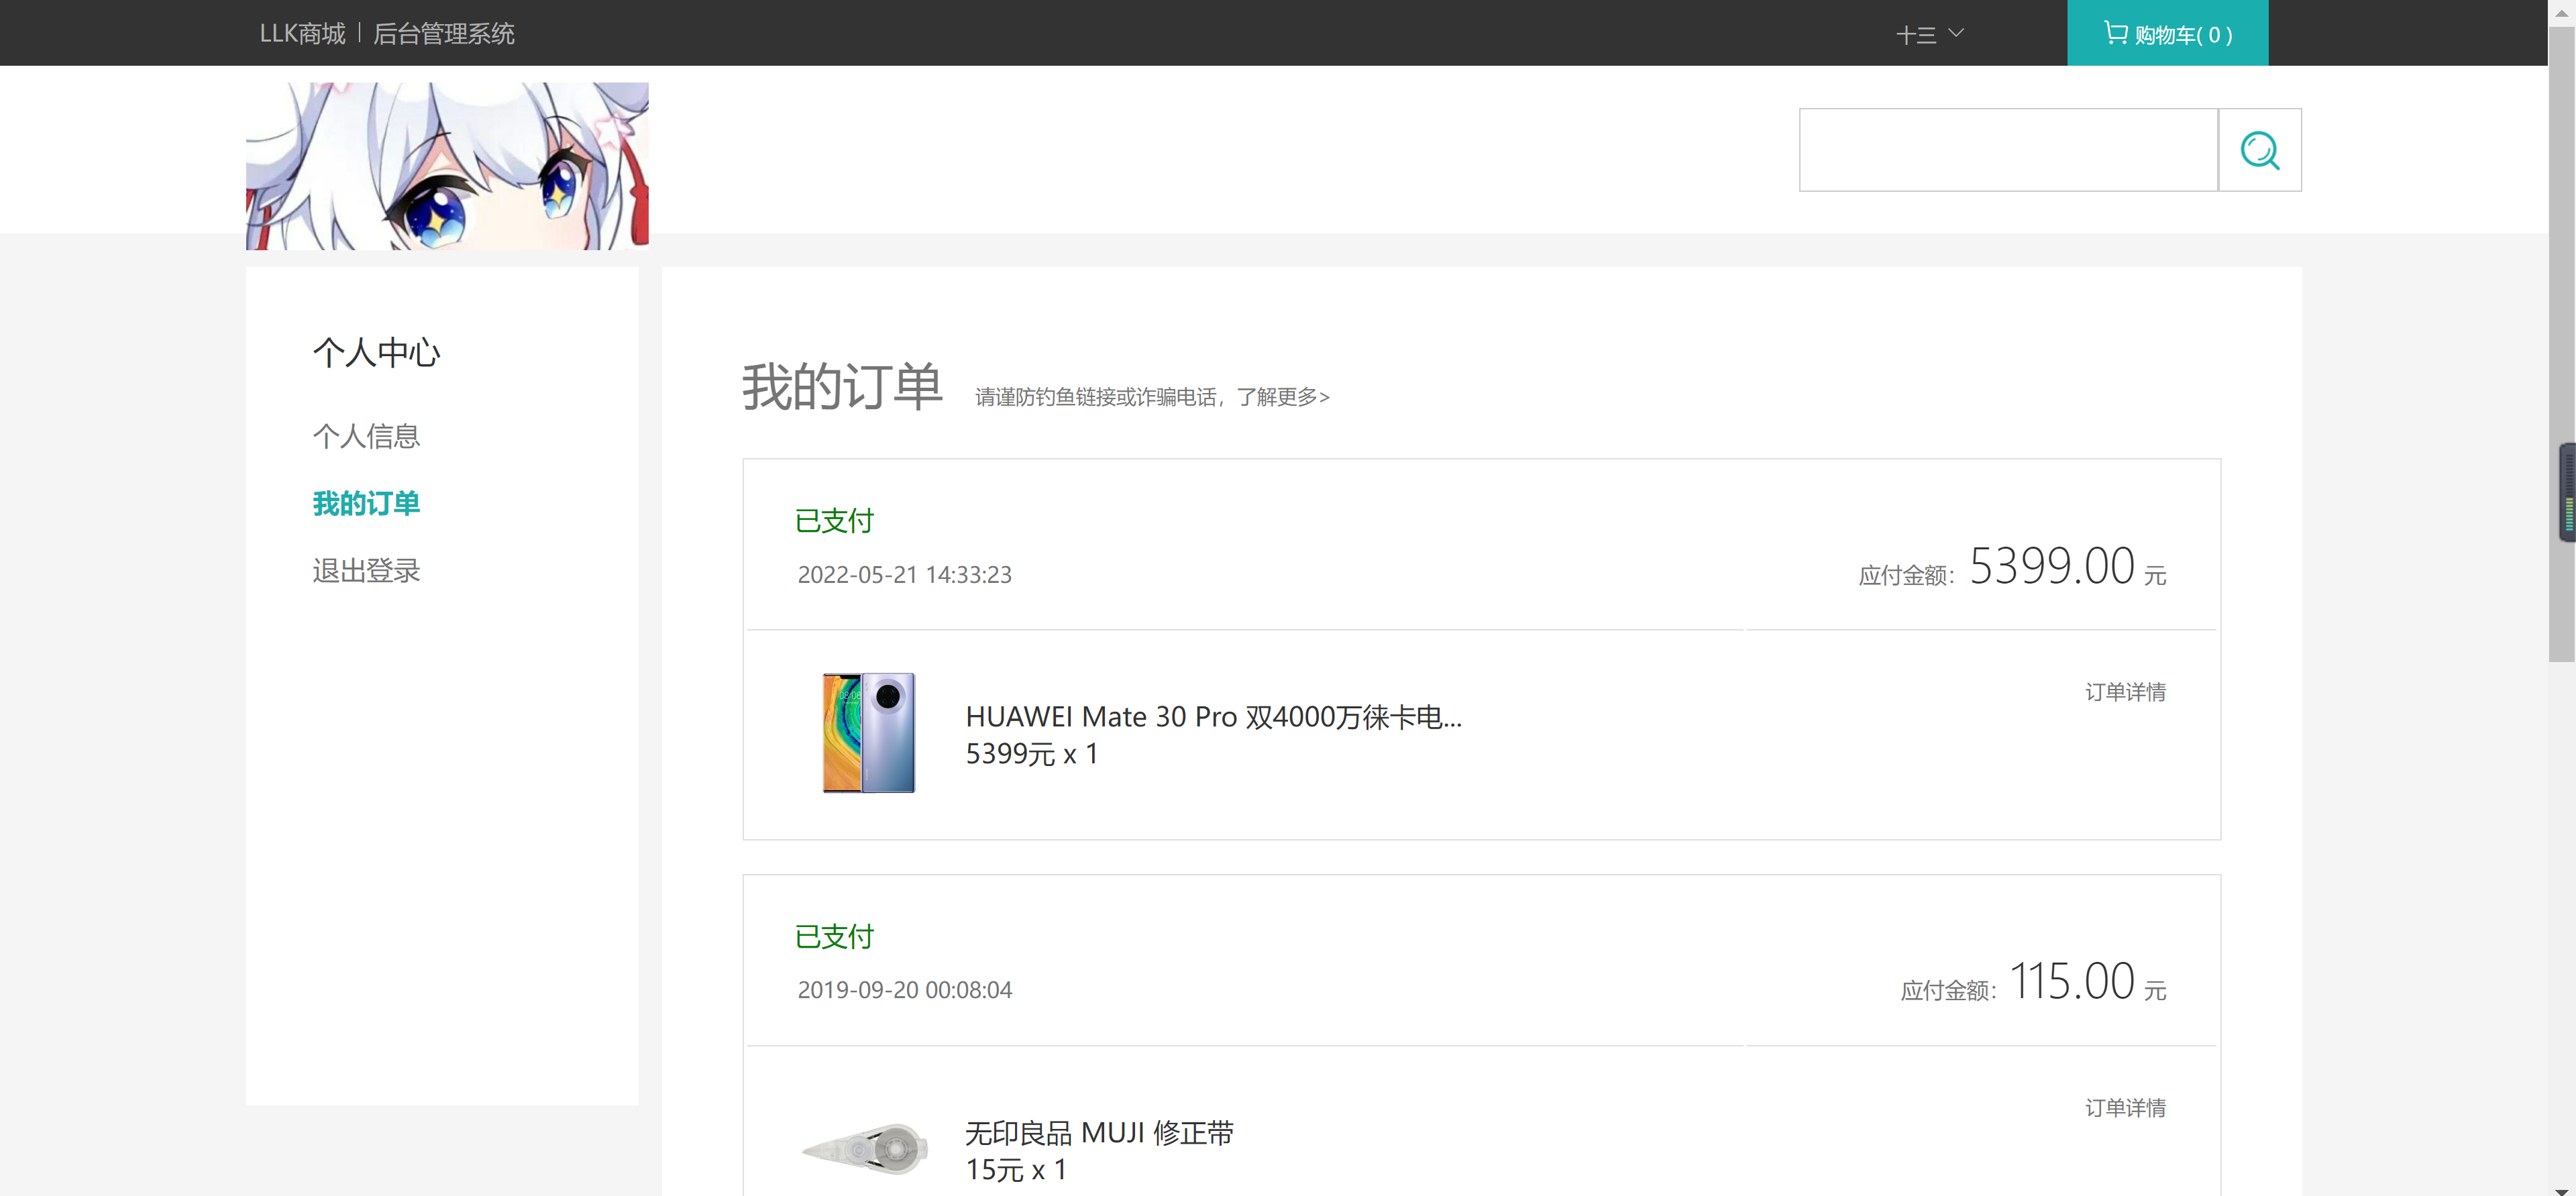 LLK商城 | 后台管理系统
十三
购物车( 0 )
个人中心
个人信息
我的订单
退出登录
我的订单 请谨防钓鱼链接或诈骗电话，了解更多>
已支付
2022-05-21 14:33:23
应付金额：5399.00 元
订单详情
HUAWEI Mate 30 Pro 双4000万徕卡电...
5399元 x 1
已支付
2019-09-20 00:08:04
应付金额：115.00 元
订单详情
无印良品 MUJI 修正带
15元 x 1